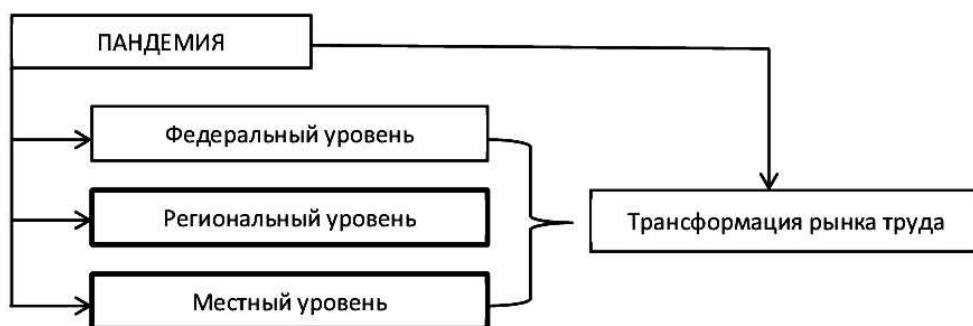 ПАНДЕМИЯ
Федеральный уровень
Региональный уровень
Местный уровень
Трансформация рынка труда